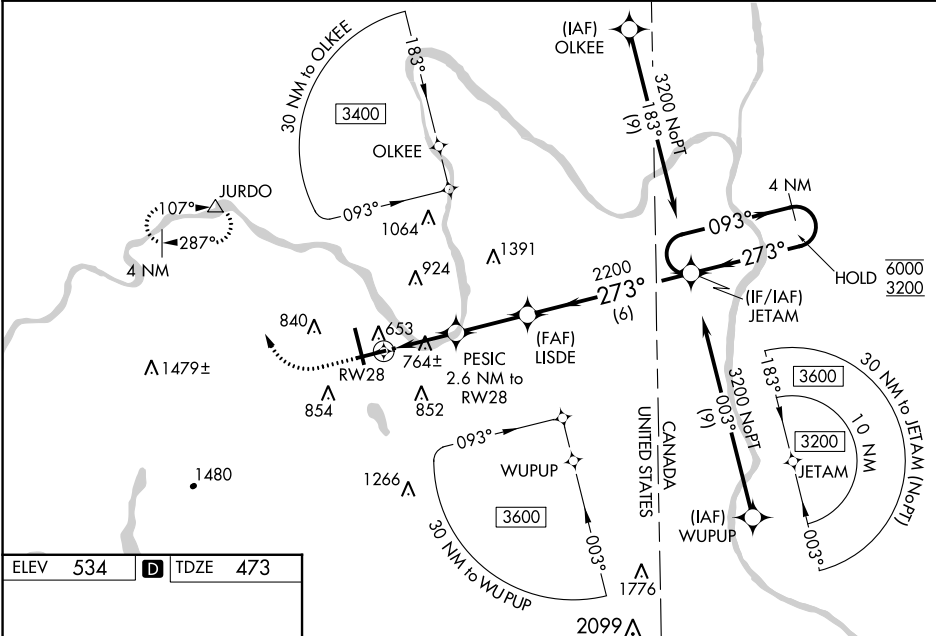 30 NM to OLKEE
183°
3400
OLKEE
093°
(IAF)
OLKEE
3200 NoPT
183°
(9)
JURDO
107°
287°
4 NM
1064
924
1391
4 NM
093°
273°
HOLD
6000
3200
2200
273°
(6)
(IF/IAF)
JETAM
840
653
764±
RW28
PESIC
2.6 NM to
RW28
(FAF)
LISDE
1479±
854
852
1480
1266
093°
WUPUP
3600
003°
30 NM to WUPUP
CANADA
UNITED STATES
3200 NoPT
003°
(9)
(IAF)
WUPUP
183°
3600
10 NM
3200
JETAM
003°
30 NM to JETAM (NoPT)
1776
2099
ELEV 534 D TDZE 473